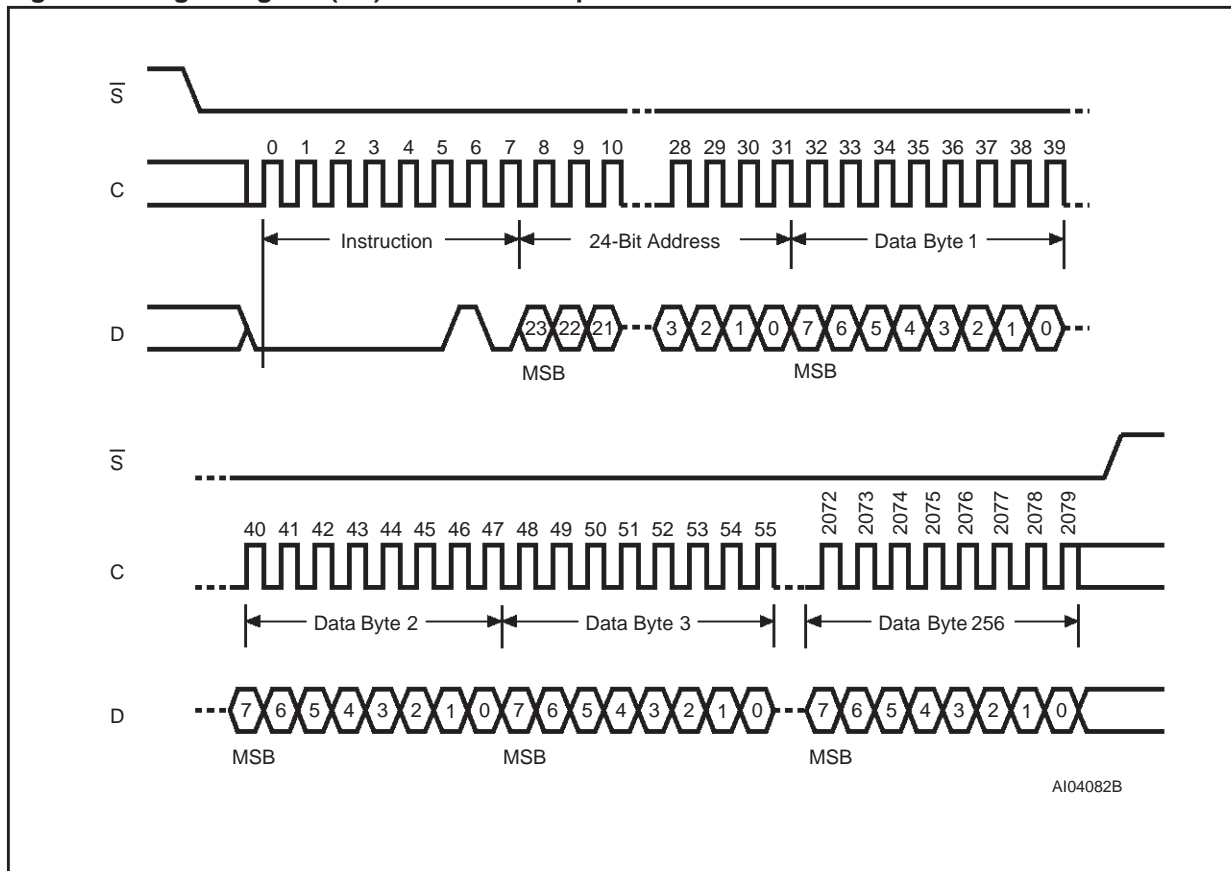 S
0 1 2 3 4 5 6 7 8 9 10 28 29 30 31 32 33 34 35 36 37 38 39
C
Instruction 24-Bit Address Data Byte 1
D 23 22 21 3 2 1 0 7 6 5 4 3 2 1 0
MSB MSB
S
2072 2073 2074 2075 2076 2077 2078 2079
40 41 42 43 44 45 46 47 48 49 50 51 52 53 54 55
C
Data Byte 2 Data Byte 3 Data Byte 256
D 7 6 5 4 3 2 1 0 7 6 5 4 3 2 1 0 7 6 5 4 3 2 1 0
MSB MSB MSB
AI04082B